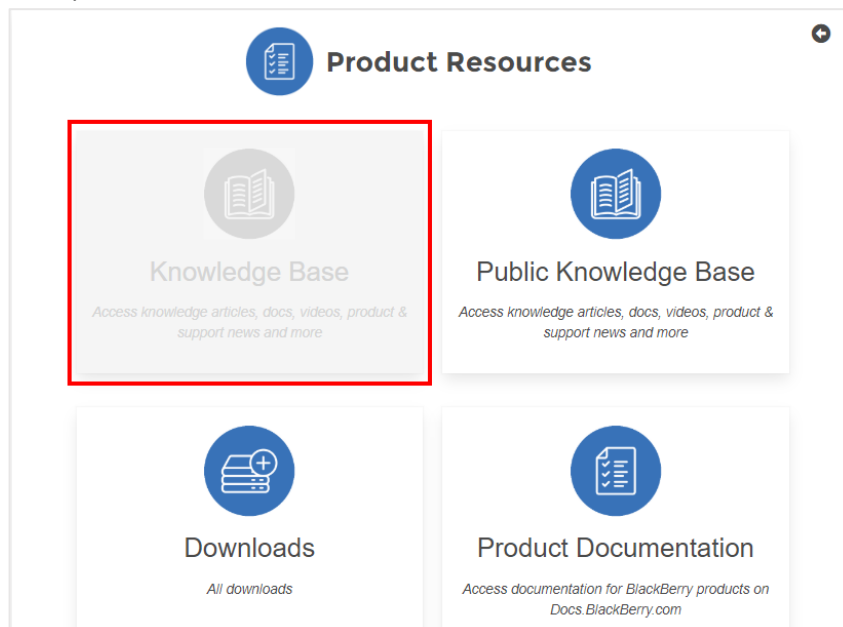 Product Resources
Knowledge Base
Access knowledge articles, docs, videos, product &
support news and more
Public Knowledge Base
Access knowledge articles, docs, videos, product &
support news and more
Downloads
All downloads
Product Documentation
Access documentation for BlackBerry products on
Docs.BlackBerry.com